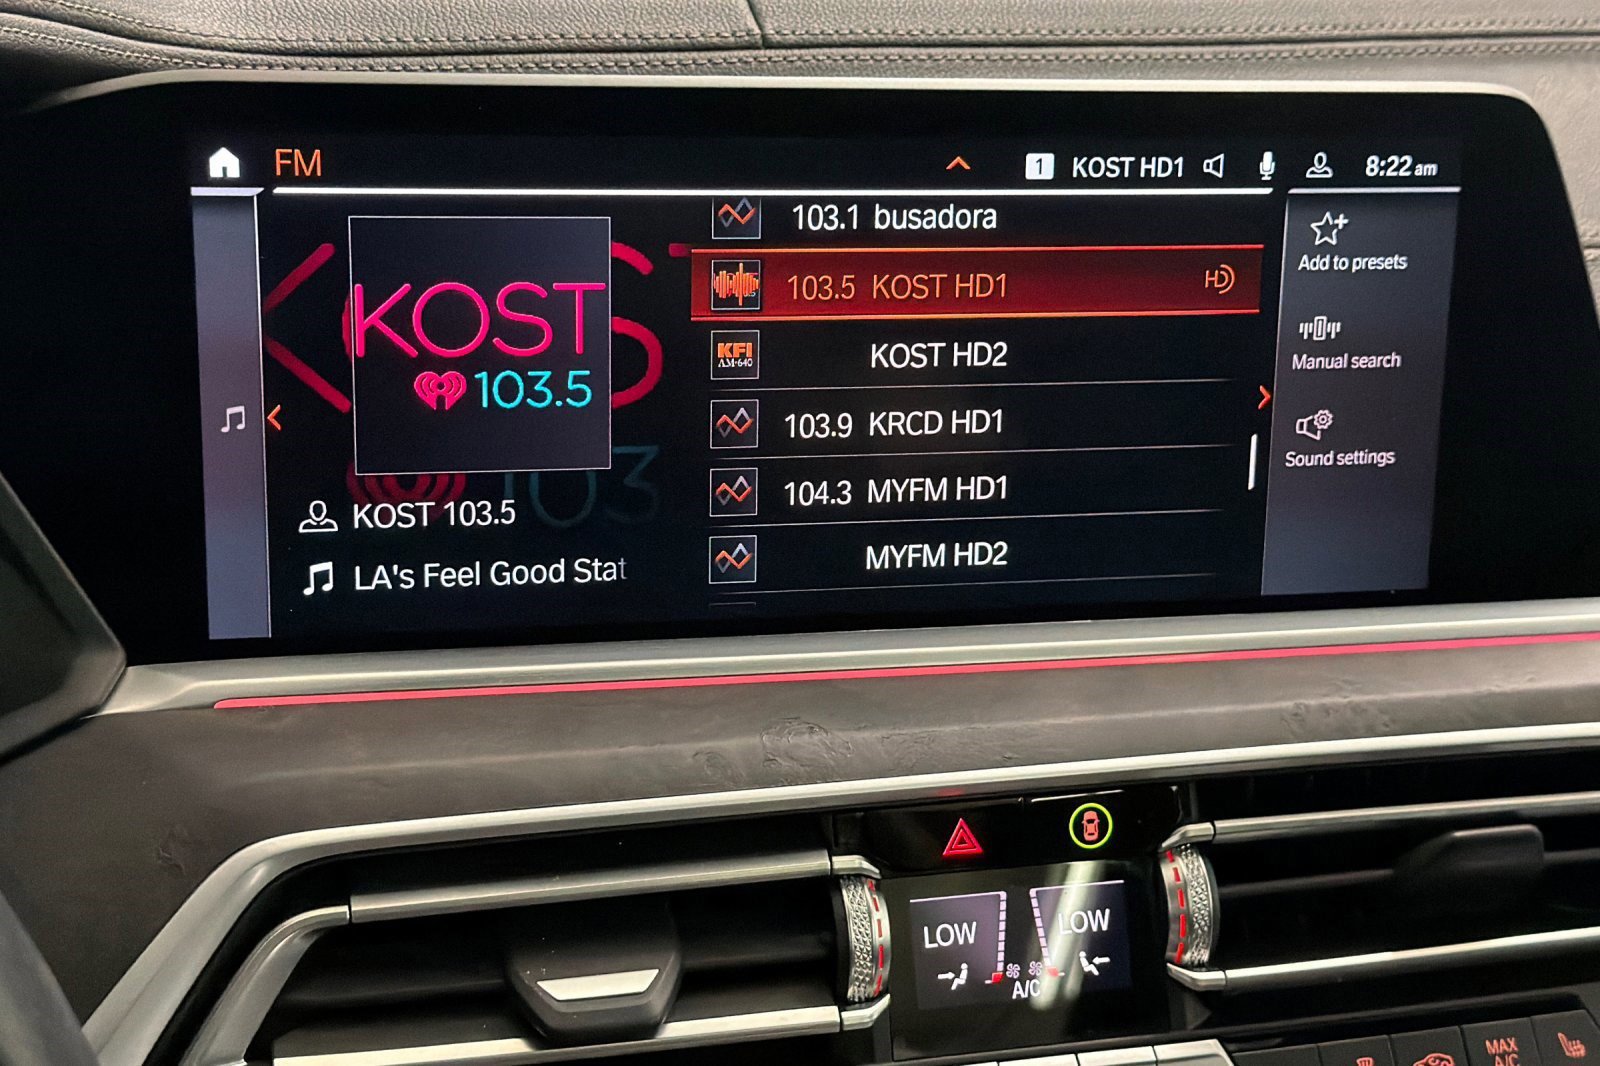 FM
1 KOST HD1 8:22 am
KOST
103.5
KOST 103.5
LA's Feel Good Stat
103.1 busadora
103.5 KOST HD1 HD
KFI
AM-640
KOST HD2
103.9 KRCD HD1
104.3 MYFM HD1
MYFM HD2
Add to presets
Manual search
Sound settings
LOW
LOW
A/C
MAX
A/C